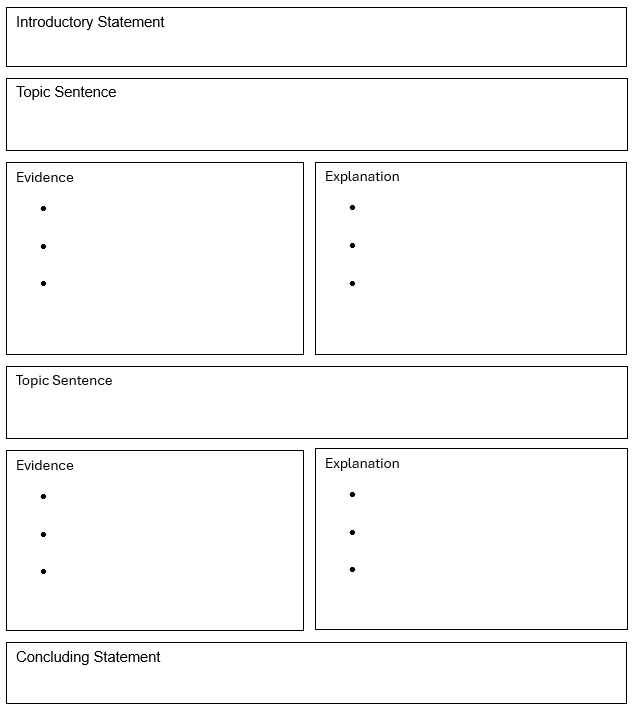 Introductory Statement
Topic Sentence
Evidence
Explanation
Topic Sentence
Evidence
Explanation
Concluding Statement